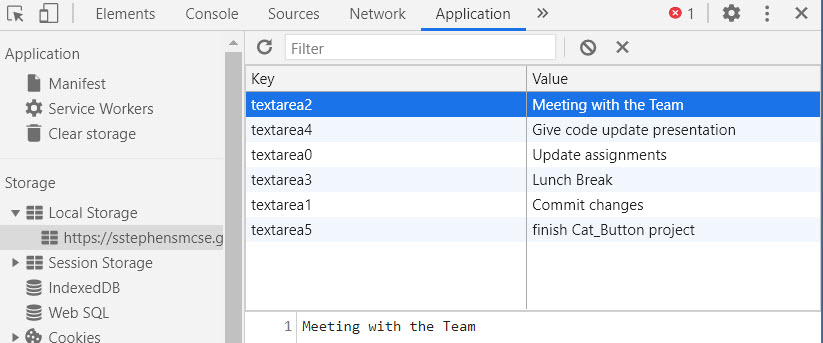 Elements Console Sources Network Application » 1
Application
Manifest
Service Workers
Clear storage
Storage
Local Storage
https://sstephensmcse.g
Session Storage
IndexedDB
Web SQL
Cookies
Filter
Key Value
textarea2 Meeting with the Team
textarea4 Give code update presentation
textarea0 Update assignments
textarea3 Lunch Break
textarea1 Commit changes
textarea5 finish Cat_Button project
1 Meeting with the Team